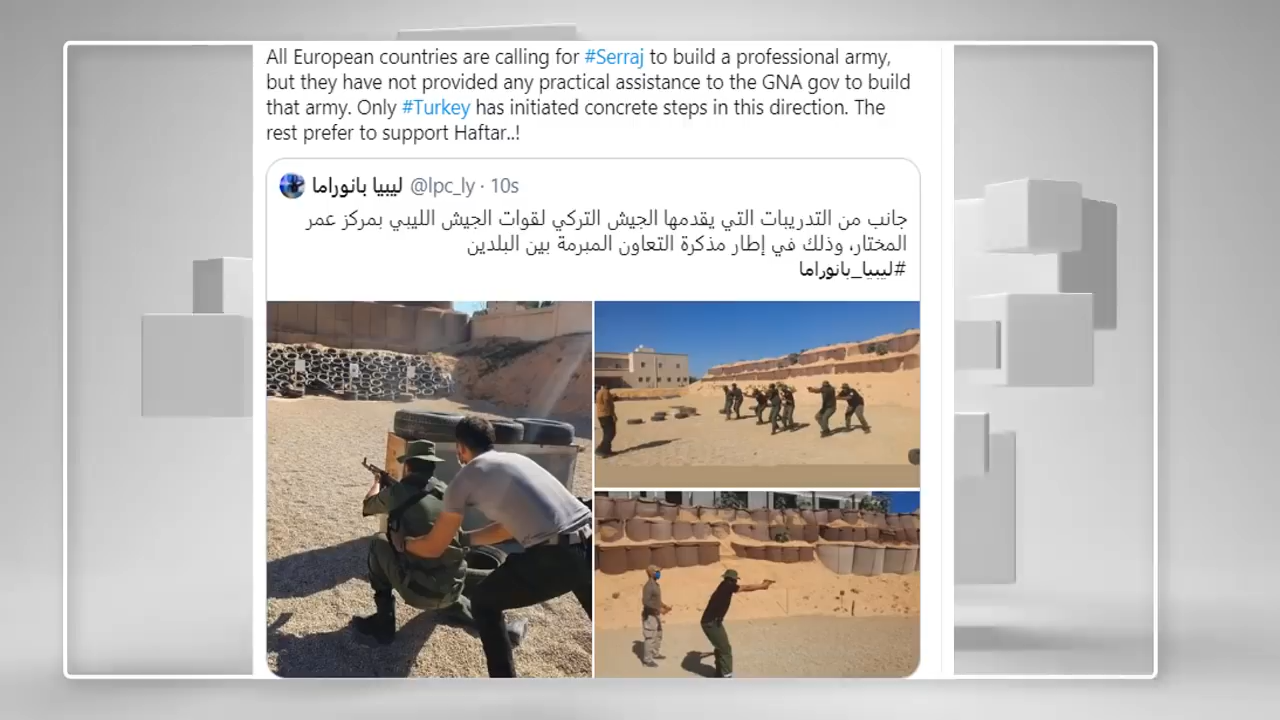 All European countries are calling for #Serraj to build a professional army,
but they have not provided any practical assistance to the GNA gov to build
that army. Only #Turkey has initiated concrete steps in this direction. The
rest prefer to support Haftar..!
ليبيا بانوراما @lpc_ly · 10s
جانب من التدريبات التي يقدمها الجيش التركي لقوات الجيش الليبي بمركز عمر
المختار، وذلك في إطار مذكرة التعاون المبرمة بين البلدين
#ليبيا_بانوراما